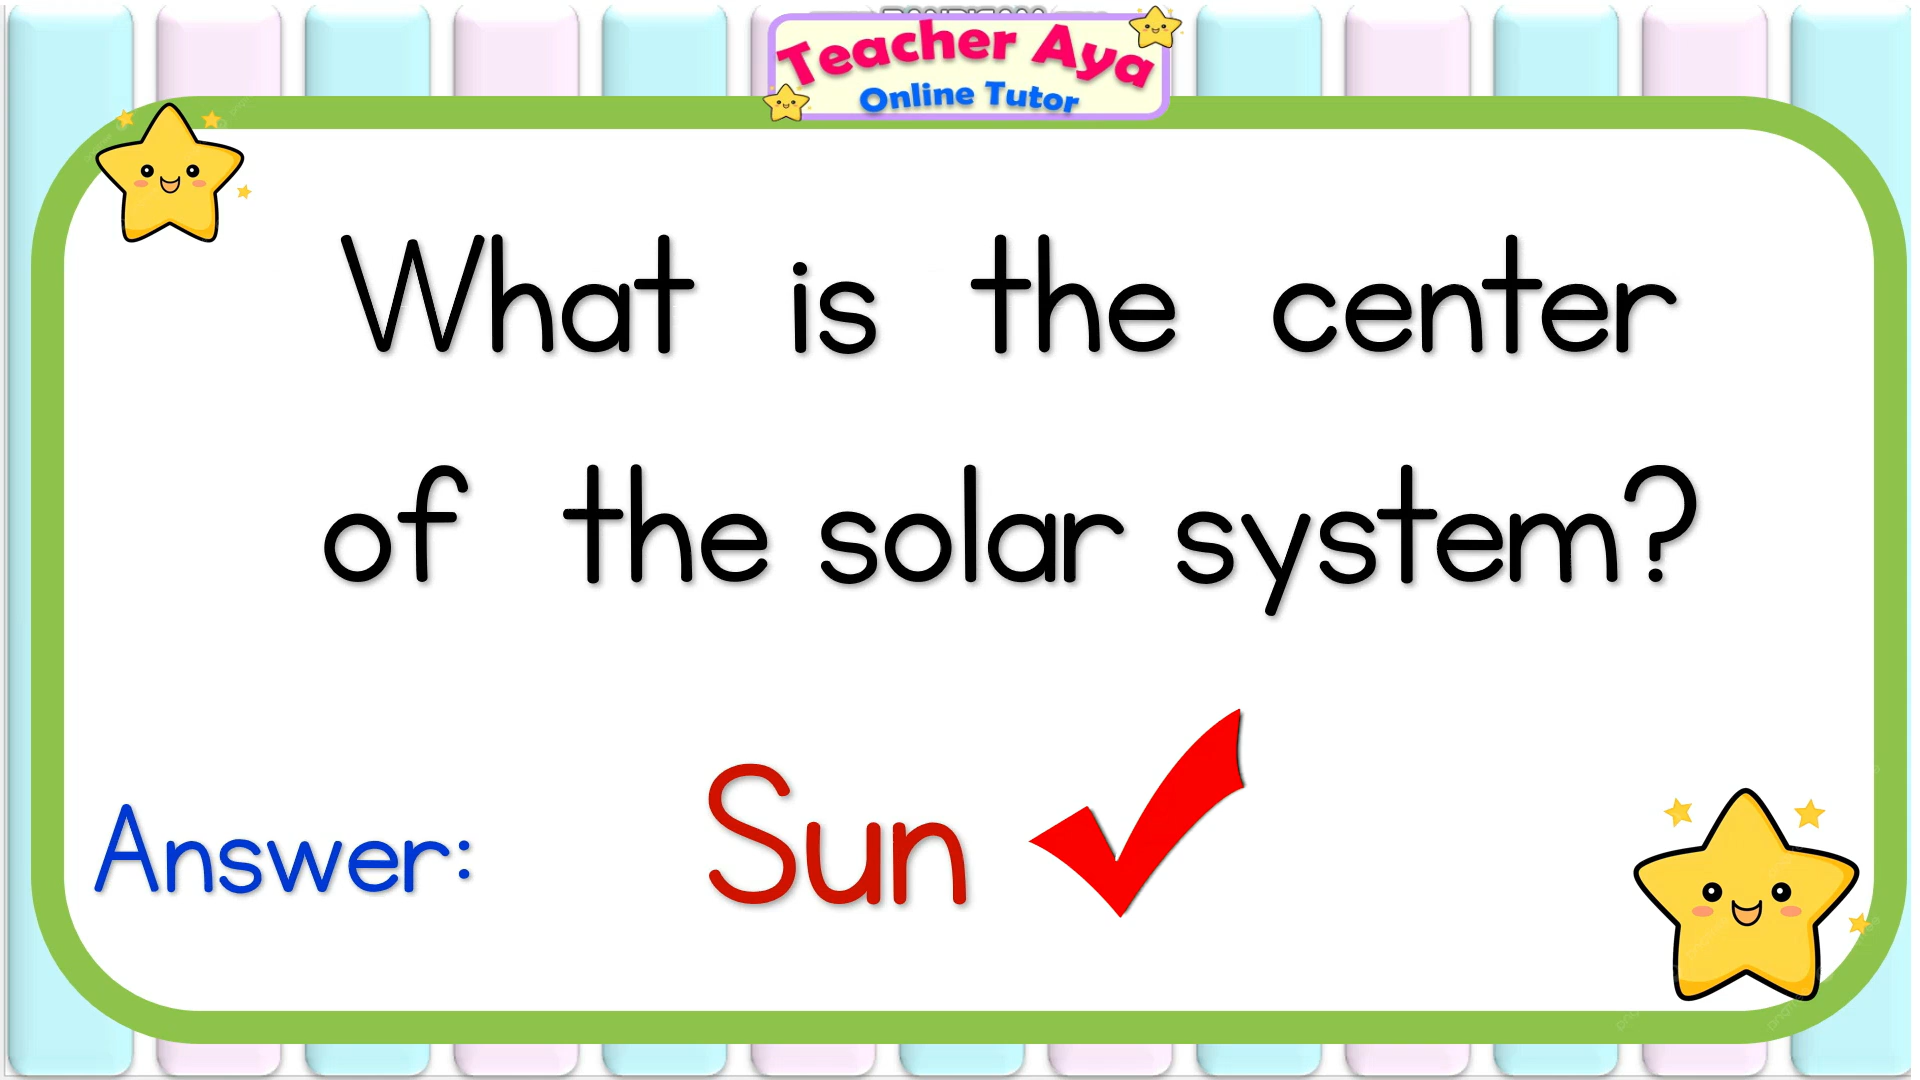 Teacher Aya
Online Tutor
What is the center
of the solar system?
Answer: Sun